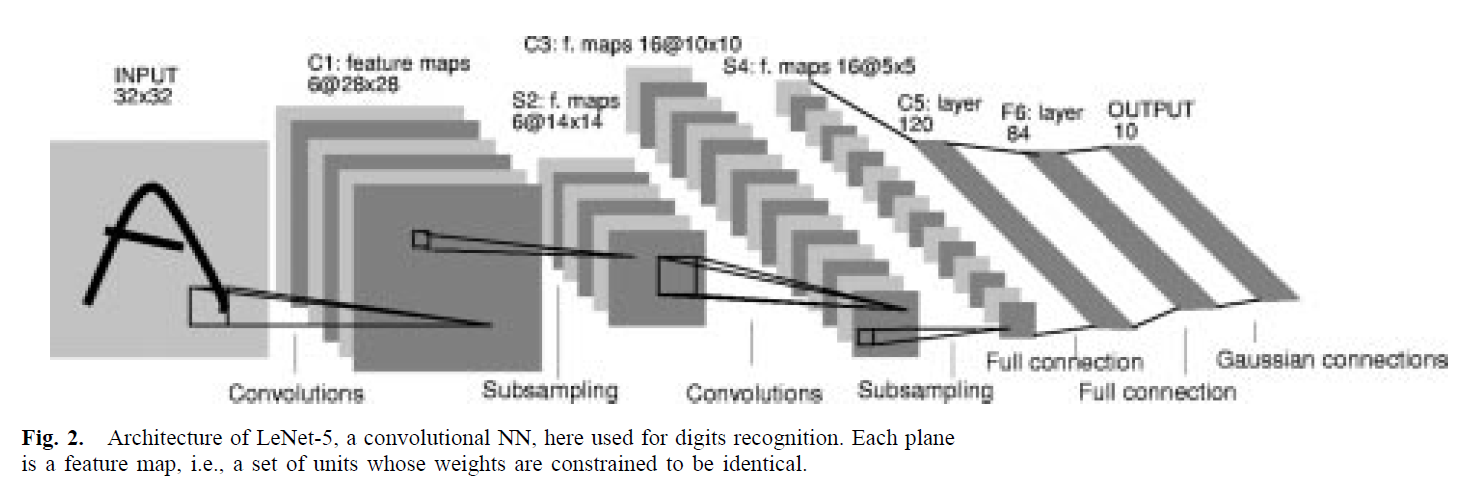 INPUT
32x32
C1: feature maps
6@28x28
S2: f. maps
6@14x14
C3: f. maps 16@10x10
S4: f. maps 16@5x5
C5: layer
120
F6: layer
84
OUTPUT
10
Convolutions
Subsampling
Convolutions
Subsampling
Full connection
Full connection
Gaussian connections
Fig. 2. Architecture of LeNet-5, a convolutional NN, here used for digits recognition. Each plane
is a feature map, i.e., a set of units whose weights are constrained to be identical.
A